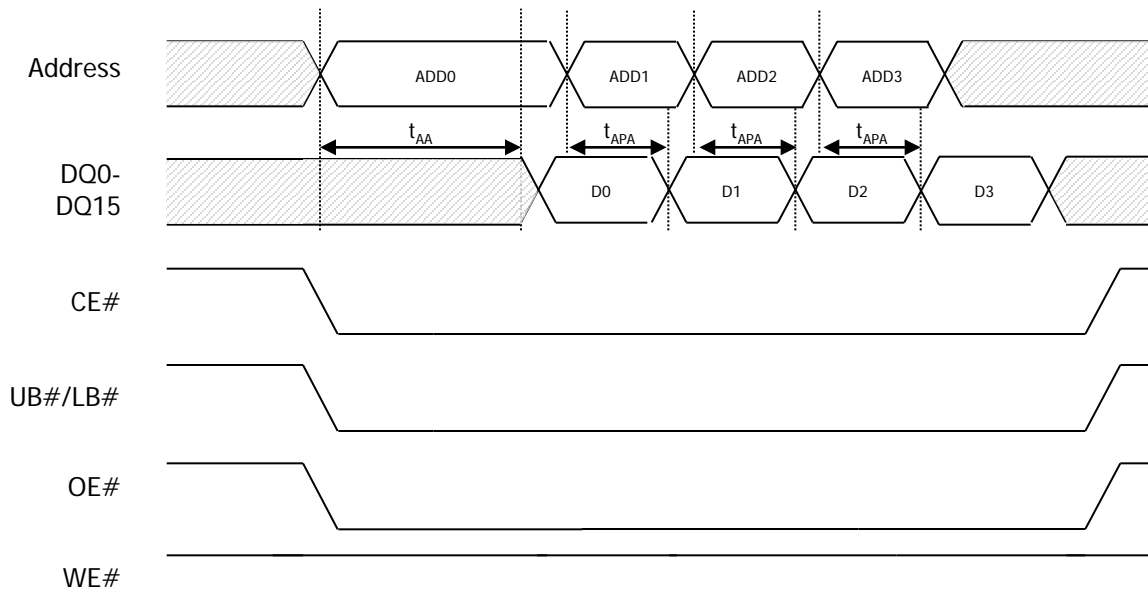 Address
ADD0 ADD1 ADD2 ADD3
tAA tAPA tAPA tAPA
DQ0-
DQ15
D0 D1 D2 D3
CE#
UB#/LB#
OE#
WE#